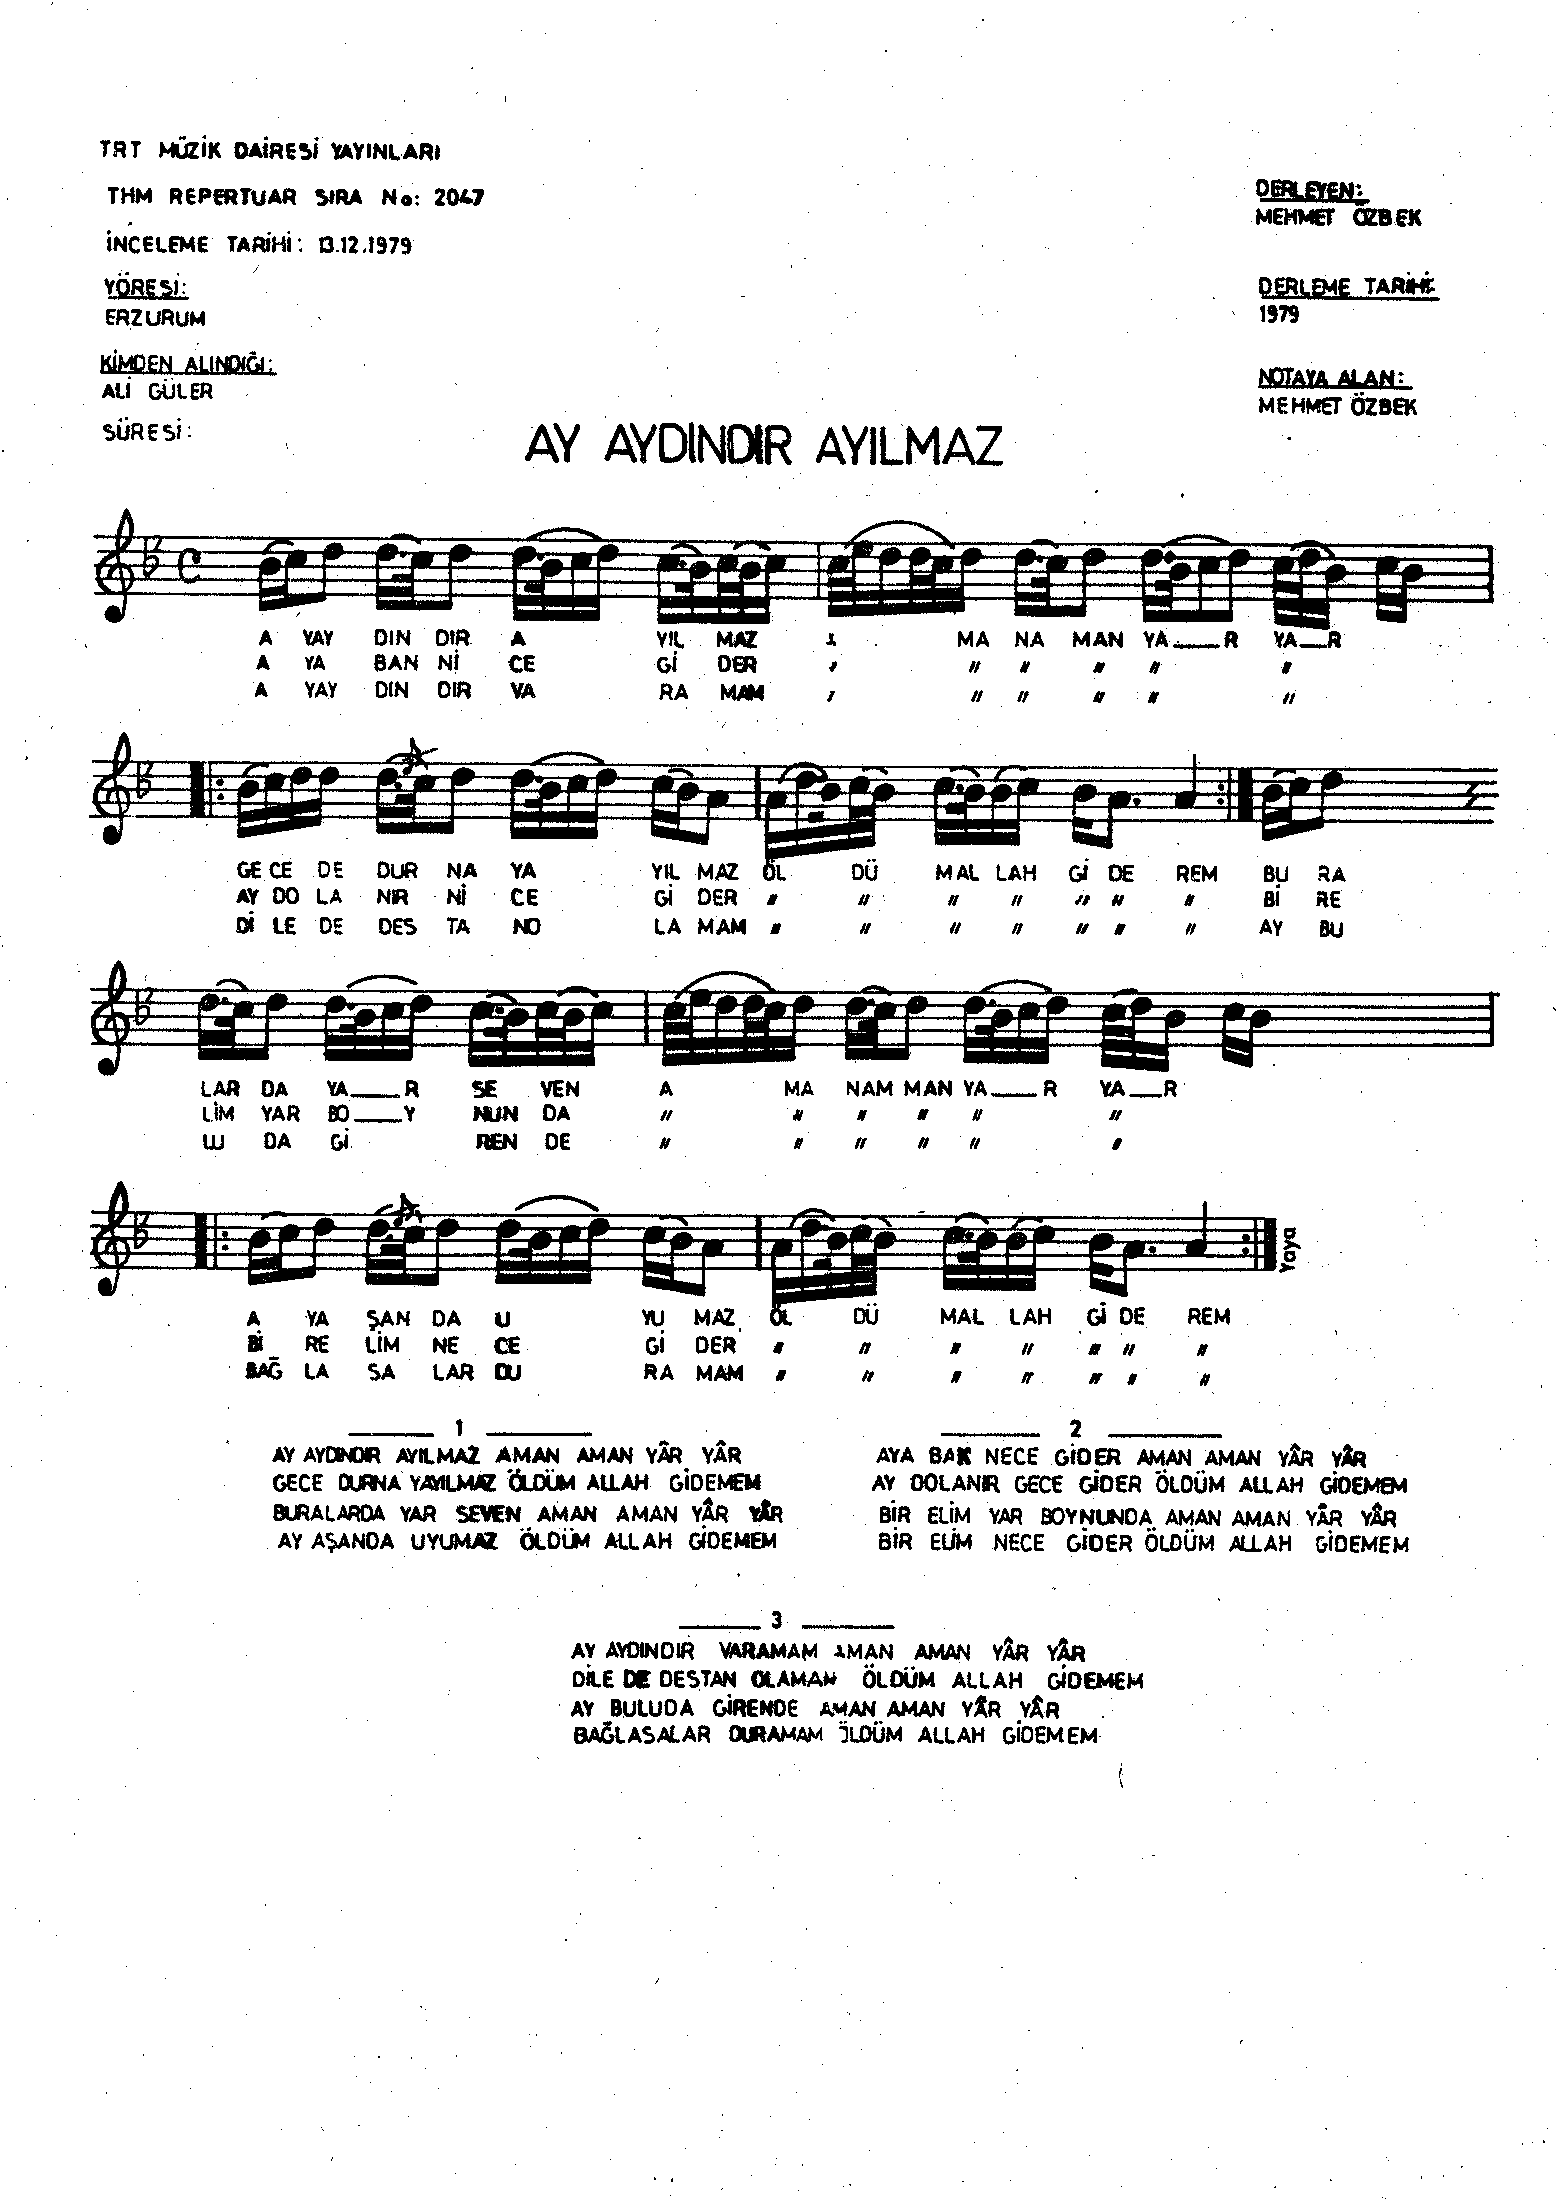 TRT MÜZİK DAİRESİ YAYINLARI
THM REPERTUAR SIRA No: 2047
İNCELEME TARİHİ: 13.12.1979
YÖRESİ:
ERZURUM
KİMDEN ALINDIĞI:
ALİ GÜLER
SÜRESİ:
DERLEYEN:
MEHMET ÖZBEK
DERLEME TARİHİ:
1979
NOTAYA ALAN:
MEHMET ÖZBEK
AY AYDINDIR AYILMAZ
A YAY DIN DIR A YIL MAZ MA NA MAN YA___R YA__R
A YA BAN Nİ CE Gİ DER , " " " " "
A YAY DIN DIR VA RA MAM , " " " " "
GE CE DE DUR NA YA YIL MAZ ÖL DÜ MAL LAH Gİ DE REM BU RA
AY DO LA NIR Nİ CE Gİ DER " " " " " " " Bİ RE
Dİ LE DE DES TA NO LA MAM " " " " " " " AY BU
LAR DA YA___R SE VEN A MA NAM MAN YA___R YA__R
LİM YAR BO___Y NUN DA " " " " " "
LU DA Gİ REN DE " " " " " "
A YA ŞAN DA U YU MAZ ÖL DÜ MAL LAH Gİ DE REM
Bİ RE LİM NE CE Gİ DER " " " " " " "
BAĞ LA SA LAR DU RA MAM " " " " " " "
Yaya
1
AY AYDINDIR AYILMAZ AMAN AMAN YÂR YÂR
GECE DURNA YAYILMAZ ÖLDÜM ALLAH GİDEMEM
BURALARDA YAR SEVEN AMAN AMAN YÂR YÂR
AY AŞANDA UYUMAZ ÖLDÜM ALLAH GİDEMEM
2
AYA BAK NECE GİDER AMAN AMAN YÂR YÂR
AY DOLANIR GECE GİDER ÖLDÜM ALLAH GİDEMEM
BİR ELİM YAR BOYNUNDA AMAN AMAN YÂR YÂR
BİR ELİM NECE GİDER ÖLDÜM ALLAH GİDEMEM
3
AY AYDINDIR VARAMAM AMAN AMAN YÂR YÂR
DİLE DE DESTAN OLAMAM ÖLDÜM ALLAH GİDEMEM
AY BULUDA GİRENDE AMAN AMAN YÂR YÂR
BAĞLASALAR DURAMAM ÖLDÜM ALLAH GİDEMEM